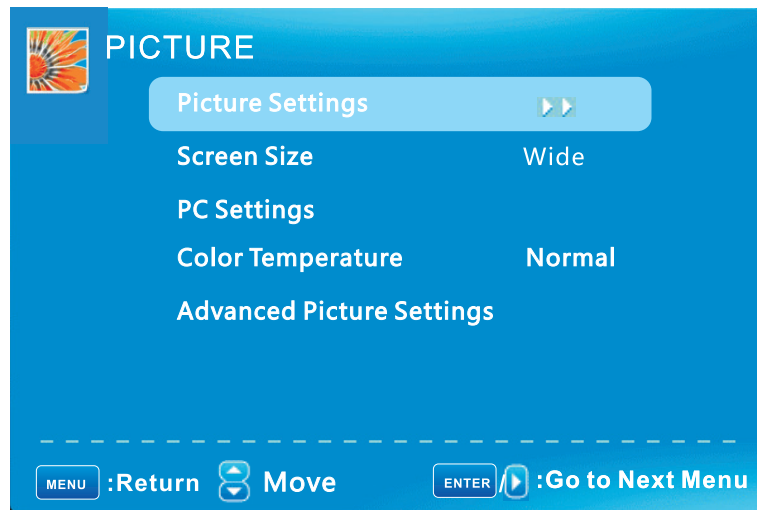 PICTURE
Picture Settings
Screen Size Wide
PC Settings
Color Temperature Normal
Advanced Picture Settings
MENU :Return Move ENTER / :Go to Next Menu